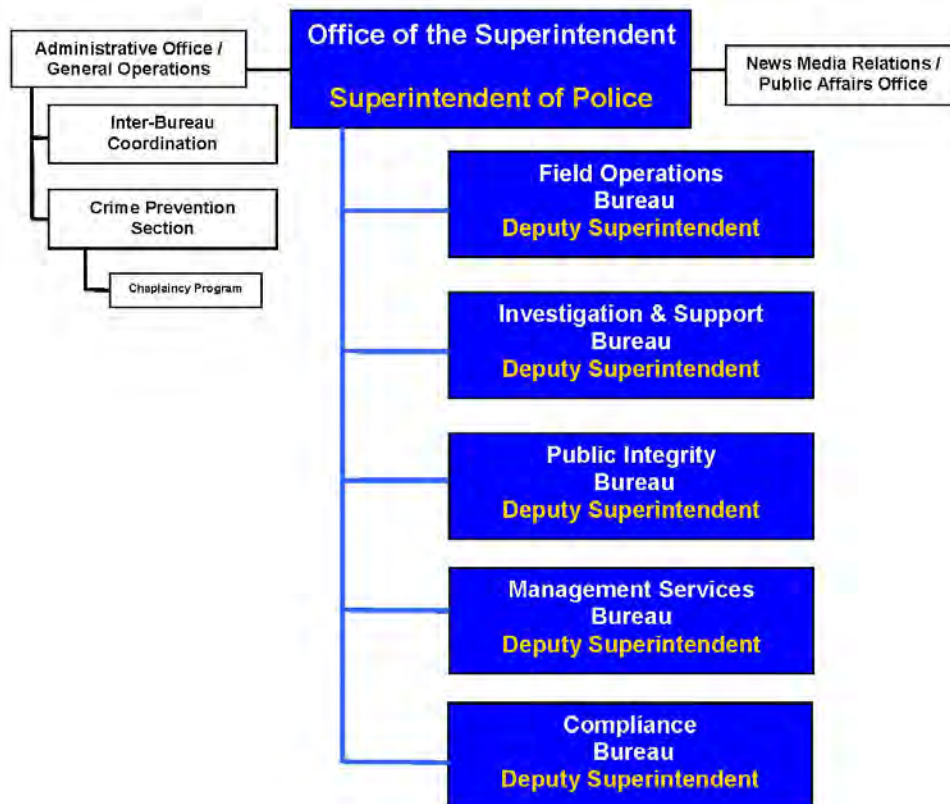 Office of the Superintendent
Superintendent of Police
Administrative Office /
General Operations
Inter-Bureau
Coordination
Crime Prevention
Section
Chaplaincy Program
News Media Relations /
Public Affairs Office
Field Operations
Bureau
Deputy Superintendent
Investigation & Support
Bureau
Deputy Superintendent
Public Integrity
Bureau
Deputy Superintendent
Management Services
Bureau
Deputy Superintendent
Compliance
Bureau
Deputy Superintendent